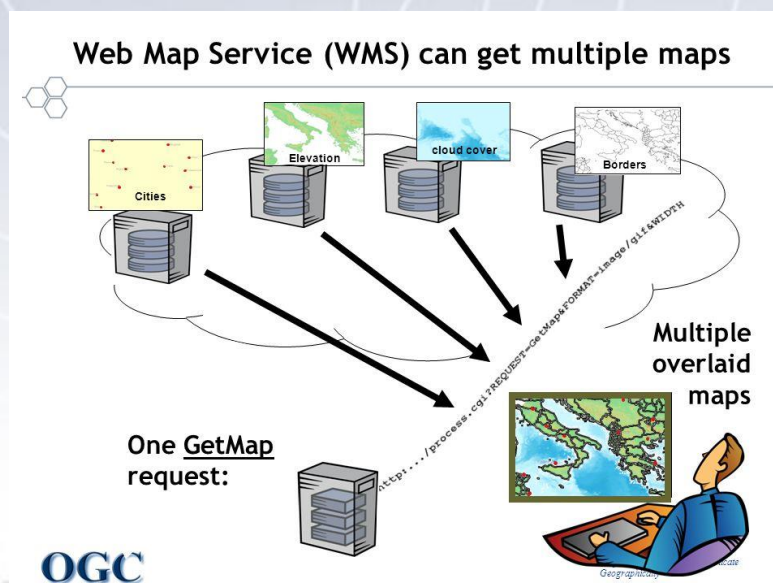 Web Map Service (WMS) can get multiple maps
Cities
Elevation
cloud cover
Borders
http:.../process.cgi?REQUEST=GetMap&FORMAT=image/gif&WIDTH
Multiple
overlaid
maps
One GetMap
request:
OGC
Geographically